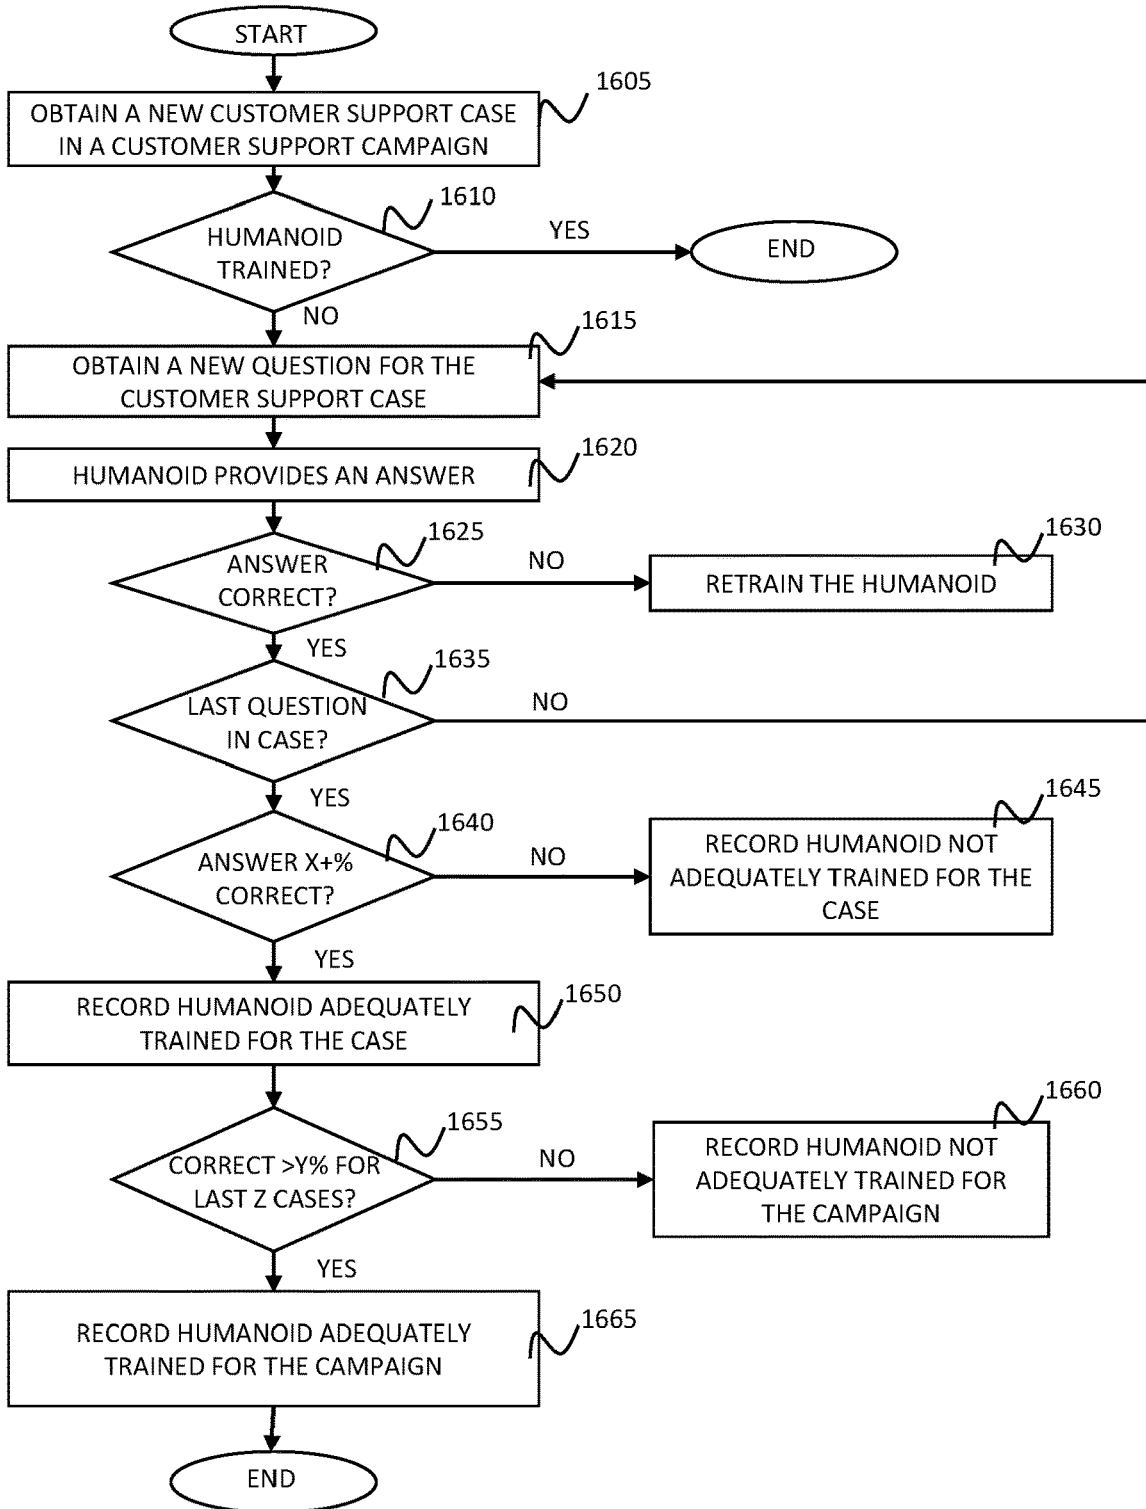 START
1605
OBTAIN A NEW CUSTOMER SUPPORT CASE
IN A CUSTOMER SUPPORT CAMPAIGN
1610
HUMANOID
TRAINED?
YES
END
NO
1615
OBTAIN A NEW QUESTION FOR THE
CUSTOMER SUPPORT CASE
1620
HUMANOID PROVIDES AN ANSWER
1625
ANSWER
CORRECT?
NO
1630
RETRAIN THE HUMANOID
YES
1635
LAST QUESTION
IN CASE?
NO
YES
1640
ANSWER X+%
CORRECT?
NO
1645
RECORD HUMANOID NOT
ADEQUATELY TRAINED FOR THE
CASE
YES
1650
RECORD HUMANOID ADEQUATELY
TRAINED FOR THE CASE
1655
CORRECT >Y% FOR
LAST Z CASES?
NO
1660
RECORD HUMANOID NOT
ADEQUATELY TRAINED FOR
THE CAMPAIGN
YES
1665
RECORD HUMANOID ADEQUATELY
TRAINED FOR THE CAMPAIGN
END